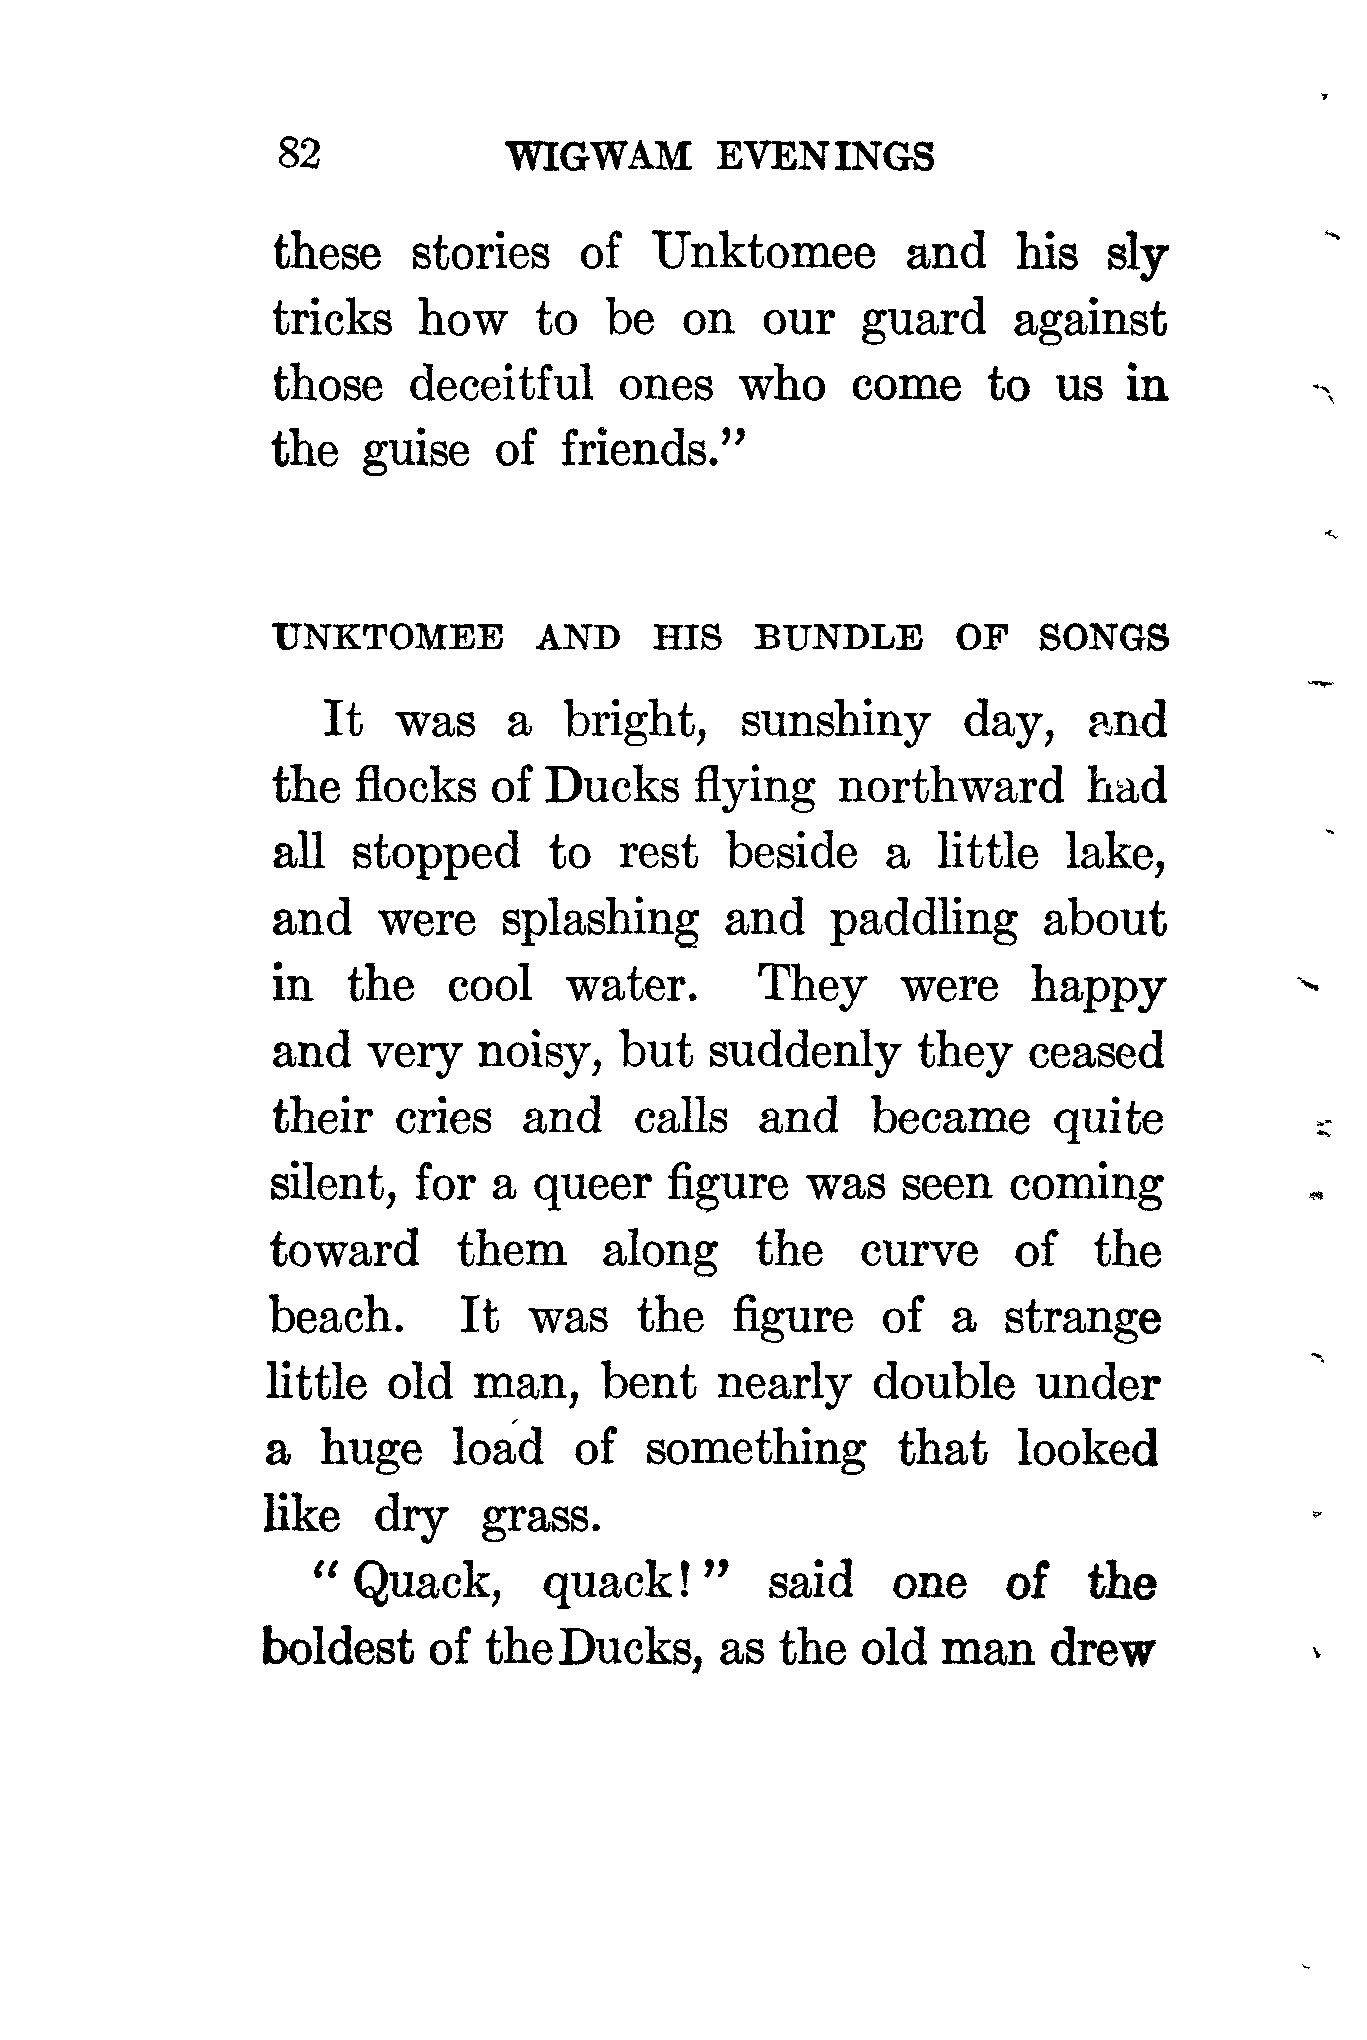 82 WIGWAM EVENINGS
these stories of Unktomee and his sly
tricks how to be on our guard against
those deceitful ones who come to us in
the guise of friends.”
UNKTOMEE AND HIS BUNDLE OF SONGS
It was a bright, sunshiny day, and
the flocks of Ducks flying northward had
all stopped to rest beside a little lake,
and were splashing and paddling about
in the cool water. They were happy
and very noisy, but suddenly they ceased
their cries and calls and became quite
silent, for a queer figure was seen coming
toward them along the curve of the
beach. It was the figure of a strange
little old man, bent nearly double under
a huge load of something that looked
like dry grass.
“Quack, quack!” said one of the
boldest of the Ducks, as the old man drew